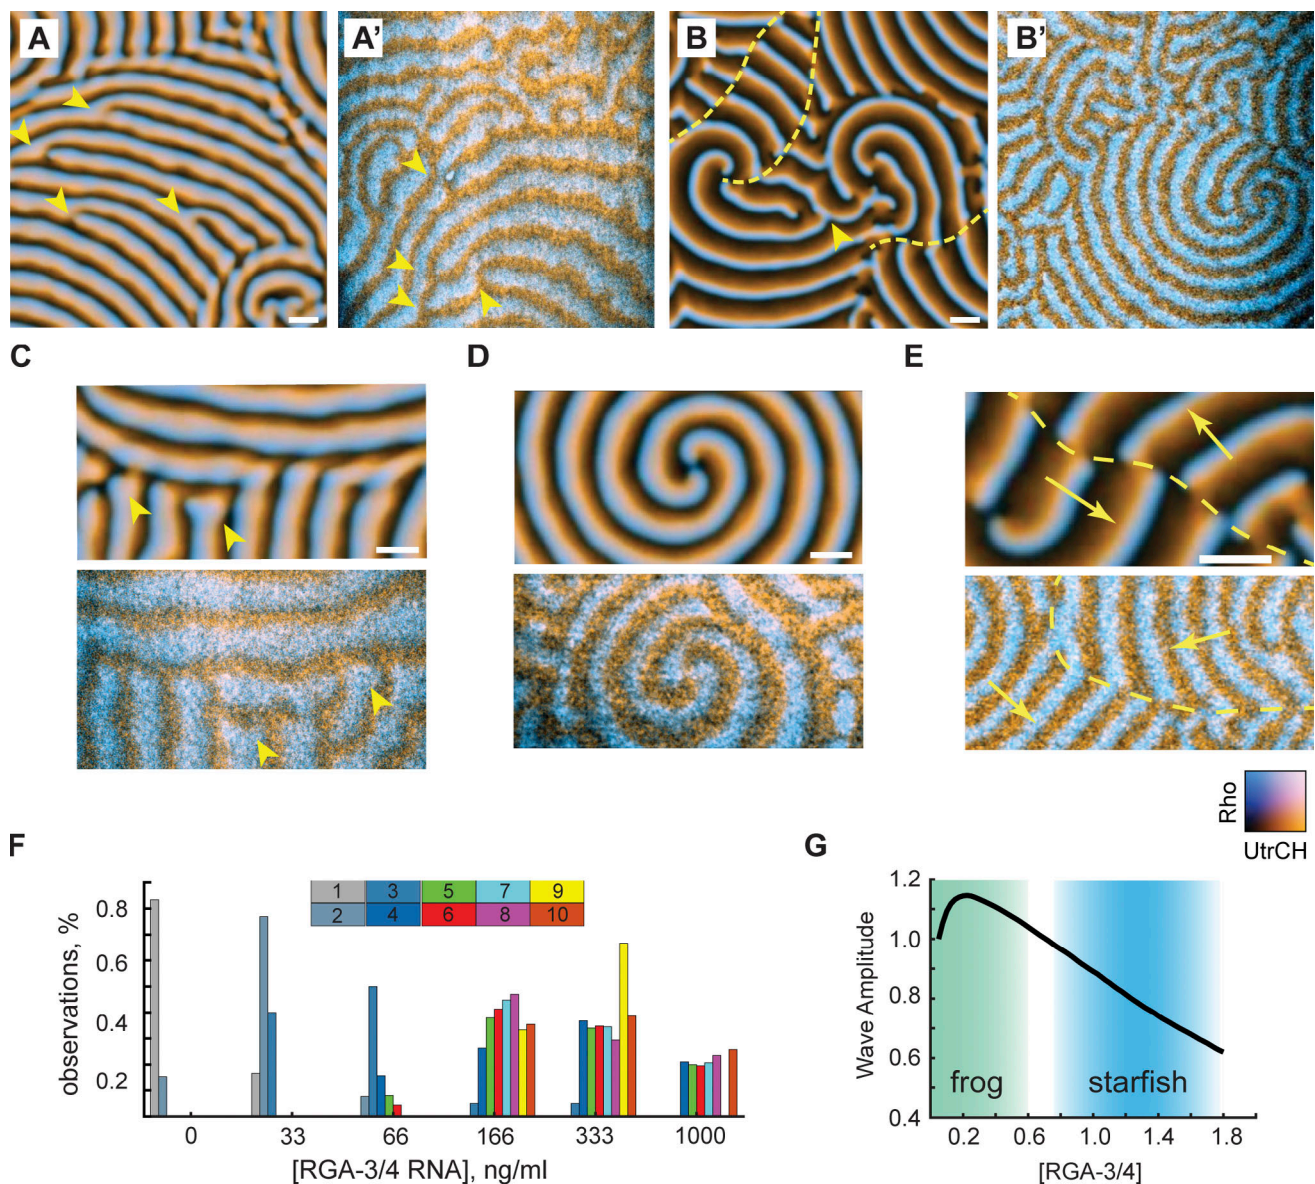 A A' B B'
C D E
Rho
UtrCH
F G
1 3 5 7 9
2 4 6 8 10
observations, %
0.8
0.6
0.4
0.2
0 33 66 166 333 1000
[RGA-3/4 RNA], ng/ml
Wave Amplitude
1.2
1.0
0.8
0.6
0.4
frog starfish
0.2 0.6 1.0 1.4 1.8
[RGA-3/4]